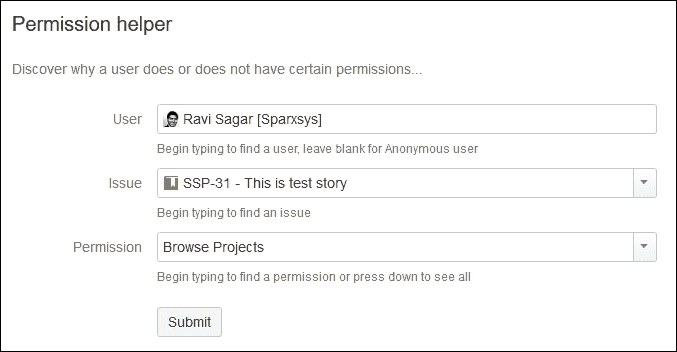 Permission helper
Discover why a user does or does not have certain permissions...
User Ravi Sagar [Sparxsys]
Begin typing to find a user, leave blank for Anonymous user
Issue SSP-31 - This is test story
Begin typing to find an issue
Permission Browse Projects
Begin typing to find a permission or press down to see all
Submit